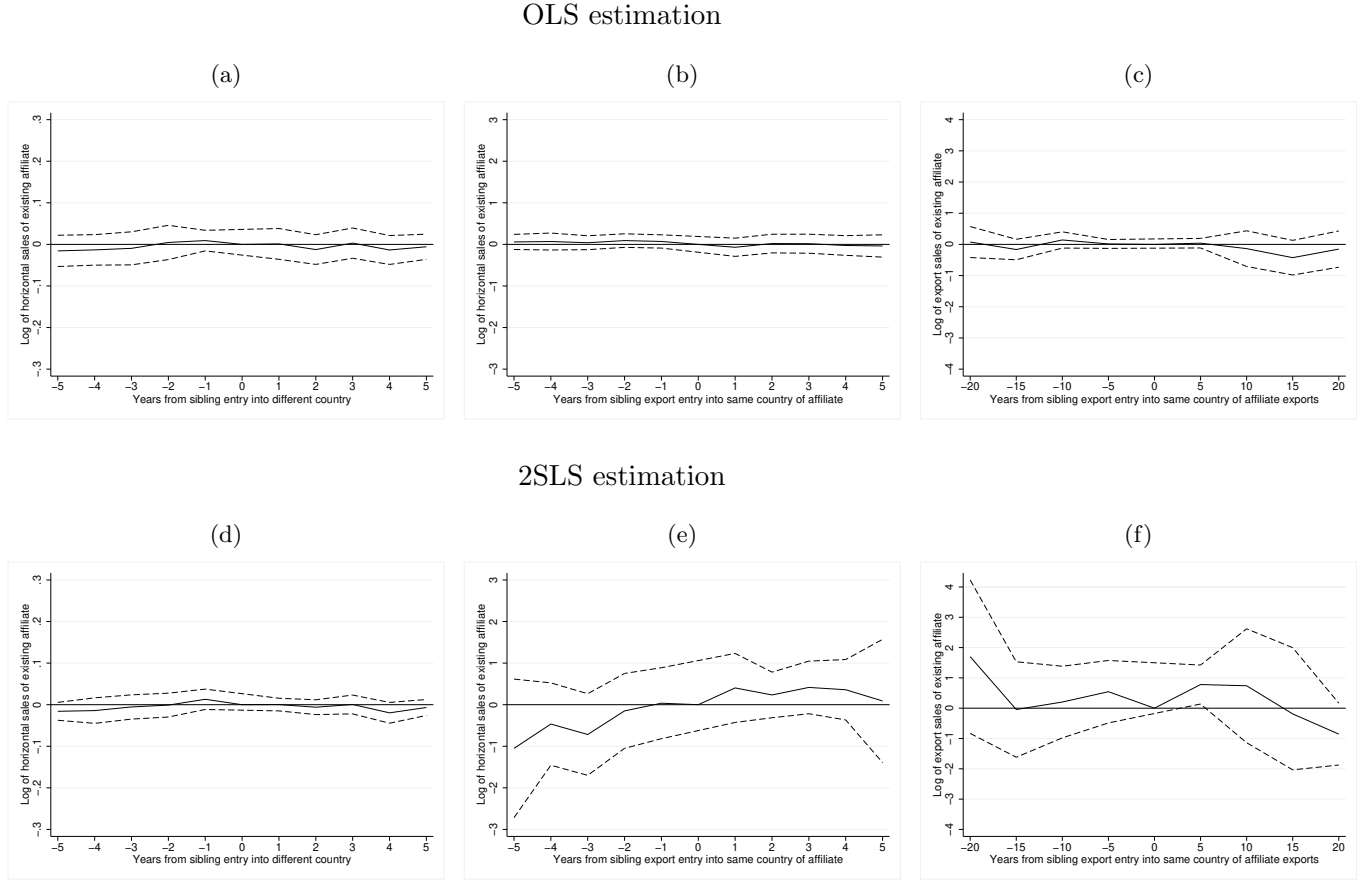 OLS estimation
(a)
(b)
(c)
Log of horizontal sales of existing affiliate
.3
.2
.1
0
−.1
−.2
−.3
−5 −4 −3 −2 −1 0 1 2 3 4 5
Years from sibling entry into different country
Log of horizontal sales of existing affiliate
3
2
1
0
−1
−2
−3
−5 −4 −3 −2 −1 0 1 2 3 4 5
Years from sibling export entry into same country of affiliate
Log of export sales of existing affiliate
4
3
2
1
0
−1
−2
−3
−4
−20 −15 −10 −5 0 5 10 15 20
Years from sibling export entry into same country of affiliate exports
2SLS estimation
(d)
(e)
(f)
Log of horizontal sales of existing affiliate
.3
.2
.1
0
−.1
−.2
−.3
−5 −4 −3 −2 −1 0 1 2 3 4 5
Years from sibling entry into different country
Log of horizontal sales of existing affiliate
3
2
1
0
−1
−2
−3
−5 −4 −3 −2 −1 0 1 2 3 4 5
Years from sibling export entry into same country of affiliate
Log of export sales of existing affiliate
4
3
2
1
0
−1
−2
−3
−4
−20 −15 −10 −5 0 5 10 15 20
Years from sibling export entry into same country of affiliate exports